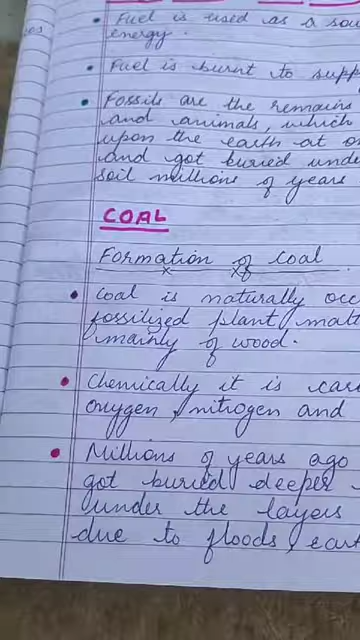 Fuel is used as a sou
energy.
Fuel is burnt to supp
Fossils are the remains
and animals, which
upon the earth at o
and got buried unde
soil millions of years
COAL
Formation of coal
Coal is naturally occ
fossilized plant matt
mainly of wood.
Chemically it is car
oxygen, nitrogen and
Millions of years ago
got buried deeper
under the layers
due to floods, eart